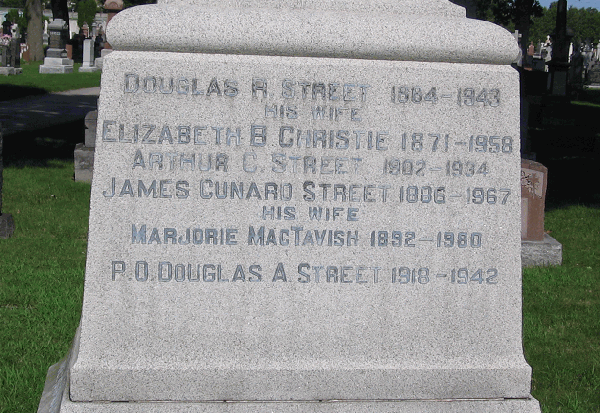 DOUGLAS R. STREET 1864-1943
HIS WIFE
ELIZABETH B. CHRISTIE 1871-1958
ARTHUR C. STREET 1902-1934
JAMES CUNARD STREET 1886-1967
HIS WIFE
MARJORIE MACTAVISH 1892-1980
P.O. DOUGLAS A. STREET 1918-1942